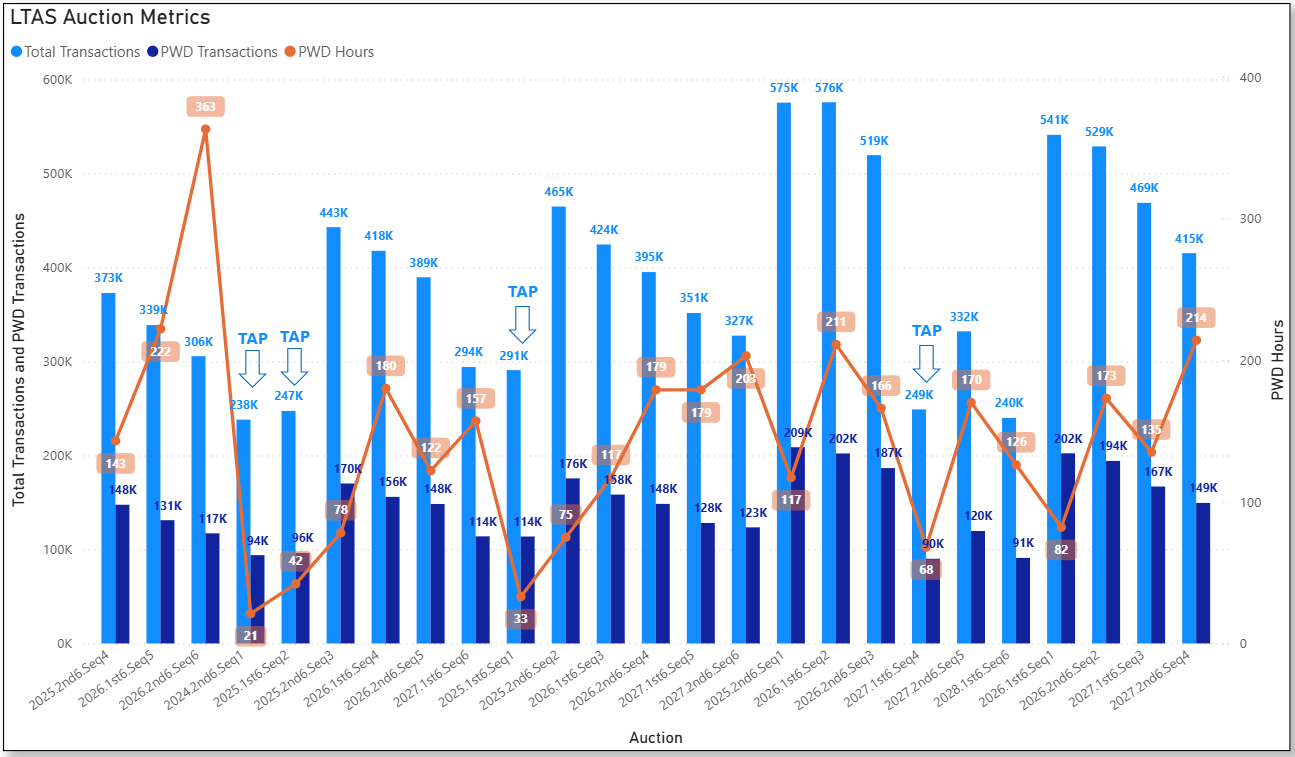 LTAS Auction Metrics
Total Transactions PWD Transactions PWD Hours
Total Transactions and PWD Transactions
600K
500K
400K
300K
200K
100K
0K
PWD Hours
400
300
200
100
0
373K
339K
306K
238K
247K
443K
418K
389K
294K
291K
465K
424K
395K
351K
327K
575K
576K
519K
249K
332K
240K
541K
529K
469K
415K
148K
131K
117K
94K
96K
170K
156K
148K
114K
114K
176K
158K
148K
128K
123K
209K
202K
187K
90K
120K
91K
202K
194K
167K
149K
143
222
363
21
42
78
180
122
157
33
75
117
179
179
203
117
211
166
68
170
126
82
173
135
214
TAP
TAP
TAP
TAP
2025.2nd6.Seq4
2026.1st6.Seq5
2026.2nd6.Seq6
2024.2nd6.Seq1
2025.1st6.Seq2
2025.2nd6.Seq3
2026.1st6.Seq4
2026.2nd6.Seq5
2027.1st6.Seq6
2025.1st6.Seq1
2025.2nd6.Seq2
2026.1st6.Seq3
2026.2nd6.Seq4
2027.1st6.Seq5
2027.2nd6.Seq6
2025.2nd6.Seq1
2026.1st6.Seq2
2026.2nd6.Seq3
2027.1st6.Seq4
2027.2nd6.Seq5
2028.1st6.Seq6
2026.1st6.Seq1
2026.2nd6.Seq2
2027.1st6.Seq3
2027.2nd6.Seq4
Auction